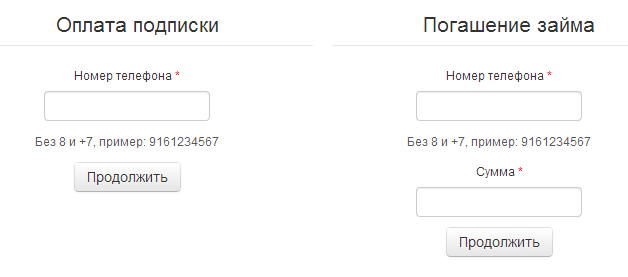 Оплата подписки
Номер телефона *
Без 8 и +7, пример: 9161234567
Продолжить
Погашение займа
Номер телефона *
Без 8 и +7, пример: 9161234567
Сумма *
Продолжить